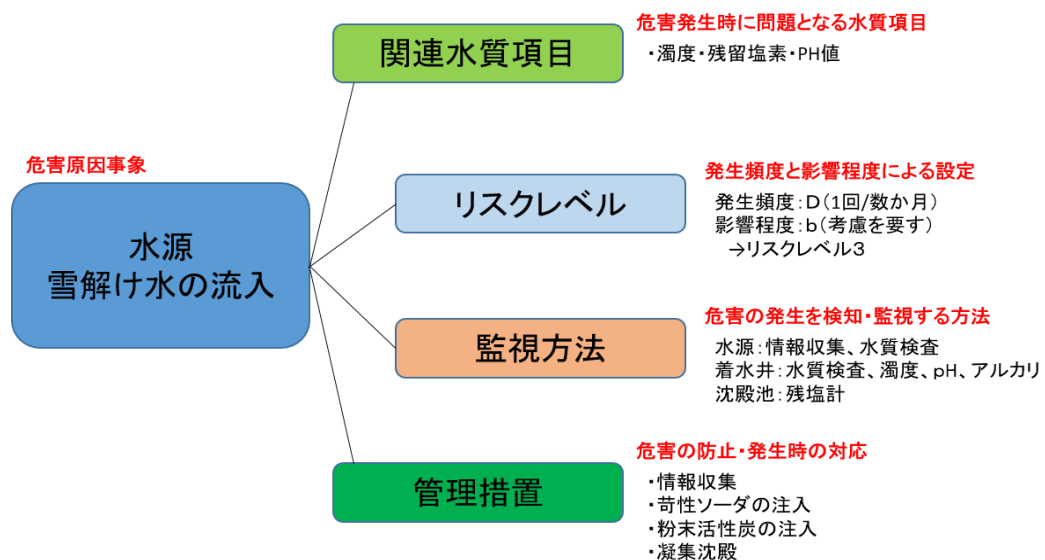 危害発生時に問題となる水質項目
関連水質項目
・濁度・残留塩素・PH値
危害原因事象
水源
雪解け水の流入
発生頻度と影響程度による設定
リスクレベル
発生頻度：D（1回/数か月）
影響程度：b（考慮を要す）
→リスクレベル3
危害の発生を検知・監視する方法
監視方法
水源：情報収集、水質検査
着水井：水質検査、濁度、pH、アルカリ
沈殿池：残塩計
危害の防止・発生時の対応
管理措置
・情報収集
・苛性ソーダの注入
・粉末活性炭の注入
・凝集沈殿